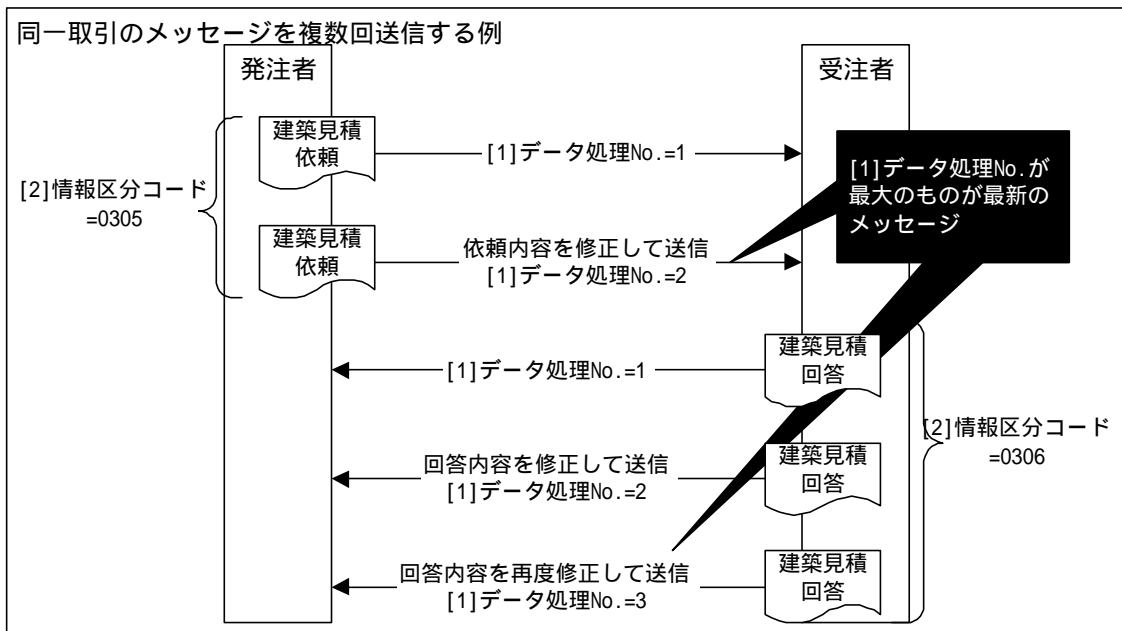 同一取引のメッセージを複数回送信する例
発注者
受注者
建築見積
依頼
[1]データ処理No.=1
[1]データ処理No.が
最大のものが最新の
メッセージ
[2]情報区分コード
=0305
建築見積
依頼
依頼内容を修正して送信
[1]データ処理No.=2
建築見積
回答
[1]データ処理No.=1
[2]情報区分コード
=0306
回答内容を修正して送信
[1]データ処理No.=2
建築見積
回答
回答内容を再度修正して送信
[1]データ処理No.=3
建築見積
回答